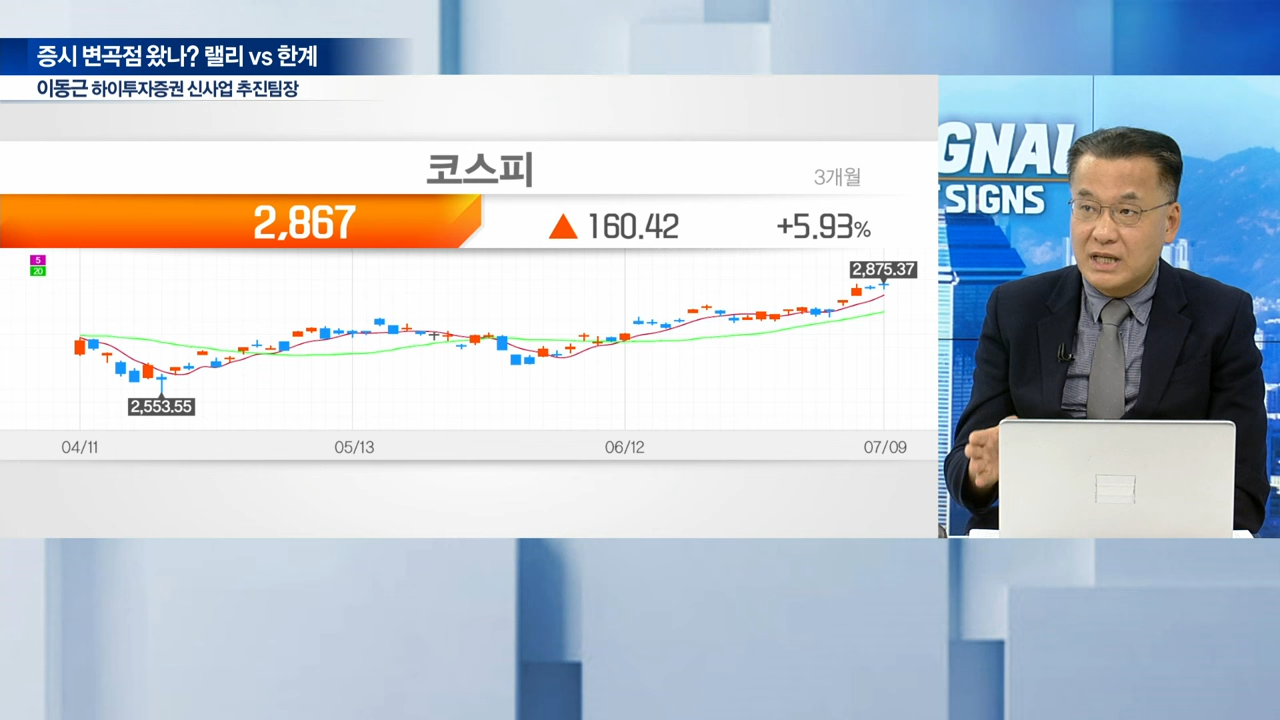 증시 변곡점 왔나? 랠리 vs 한계
이동근 하이투자증권 신사업 추진팀장
코스피
3개월
2,867 ▲ 160.42 +5.93%
5
20
2,875.37
2,553.55
04/11 05/13 06/12 07/09
GNAL
SIGNS